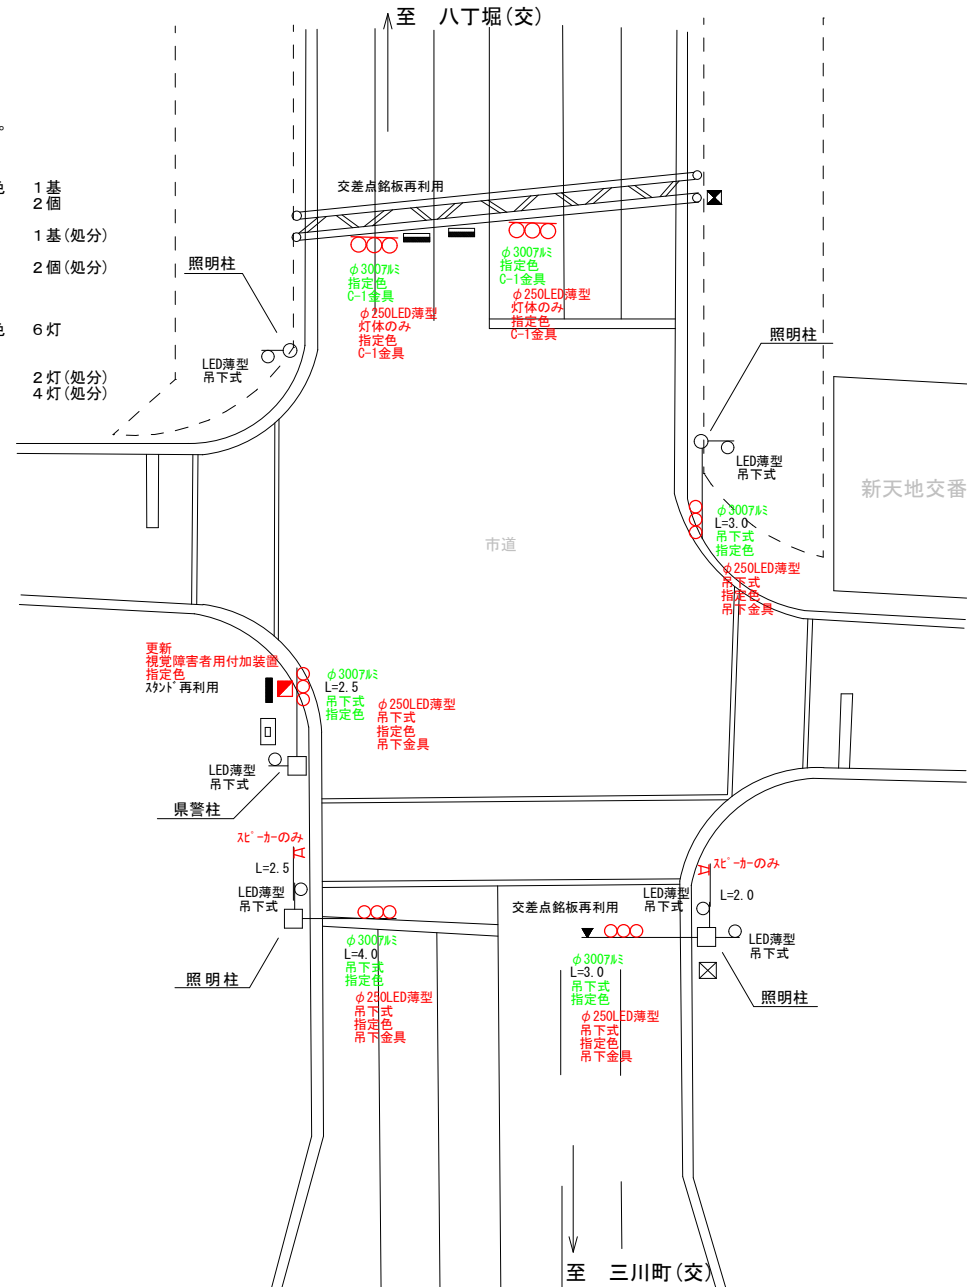 至　八丁堀(交)
。
色　1基
2個
1基(処分)
2個(処分)
色　6灯
2灯(処分)
4灯(処分)
交差点銘板再利用
照明柱
φ300ｱﾙﾐ
指定色
C-1金具
φ250LED薄型
灯体のみ
指定色
C-1金具
φ300ｱﾙﾐ
指定色
C-1金具
φ250LED薄型
灯体のみ
指定色
C-1金具
LED薄型
吊下式
照明柱
LED薄型
吊下式
新天地交番
市道
φ300ｱﾙﾐ
L=3.0
吊下式
指定色
φ250LED薄型
吊下式
指定色
吊下金具
更新
視覚障害者用付加装置
指定色
ｽﾀﾝﾄﾞ再利用
φ300ｱﾙﾐ
L=2.5
吊下式
指定色
φ250LED薄型
吊下式
指定色
吊下金具
LED薄型
吊下式
県警柱
ｽﾋﾟｰｶｰのみ
L=2.5
LED薄型
吊下式
ｽﾋﾟｰｶｰのみ
LED薄型
吊下式
L=2.0
交差点銘板再利用
LED薄型
吊下式
照明柱
φ300ｱﾙﾐ
L=4.0
吊下式
指定色
φ250LED薄型
吊下式
指定色
吊下金具
φ300ｱﾙﾐ
L=3.0
吊下式
指定色
φ250LED薄型
吊下式
指定色
吊下金具
照明柱
至　三川町(交)